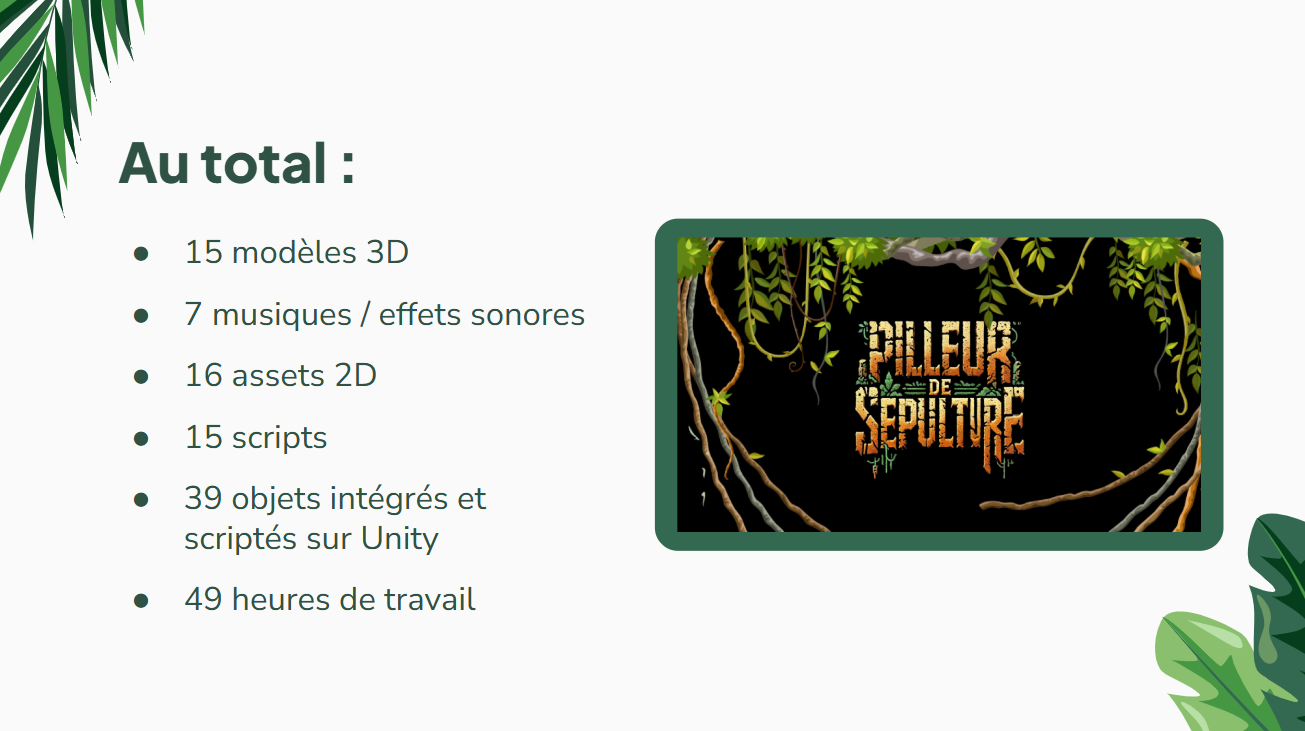 Au total :
● 15 modèles 3D
● 7 musiques / effets sonores
● 16 assets 2D
● 15 scripts
● 39 objets intégrés et
scriptés sur Unity
● 49 heures de travail
PILLEUR
DE
SEPULTURE